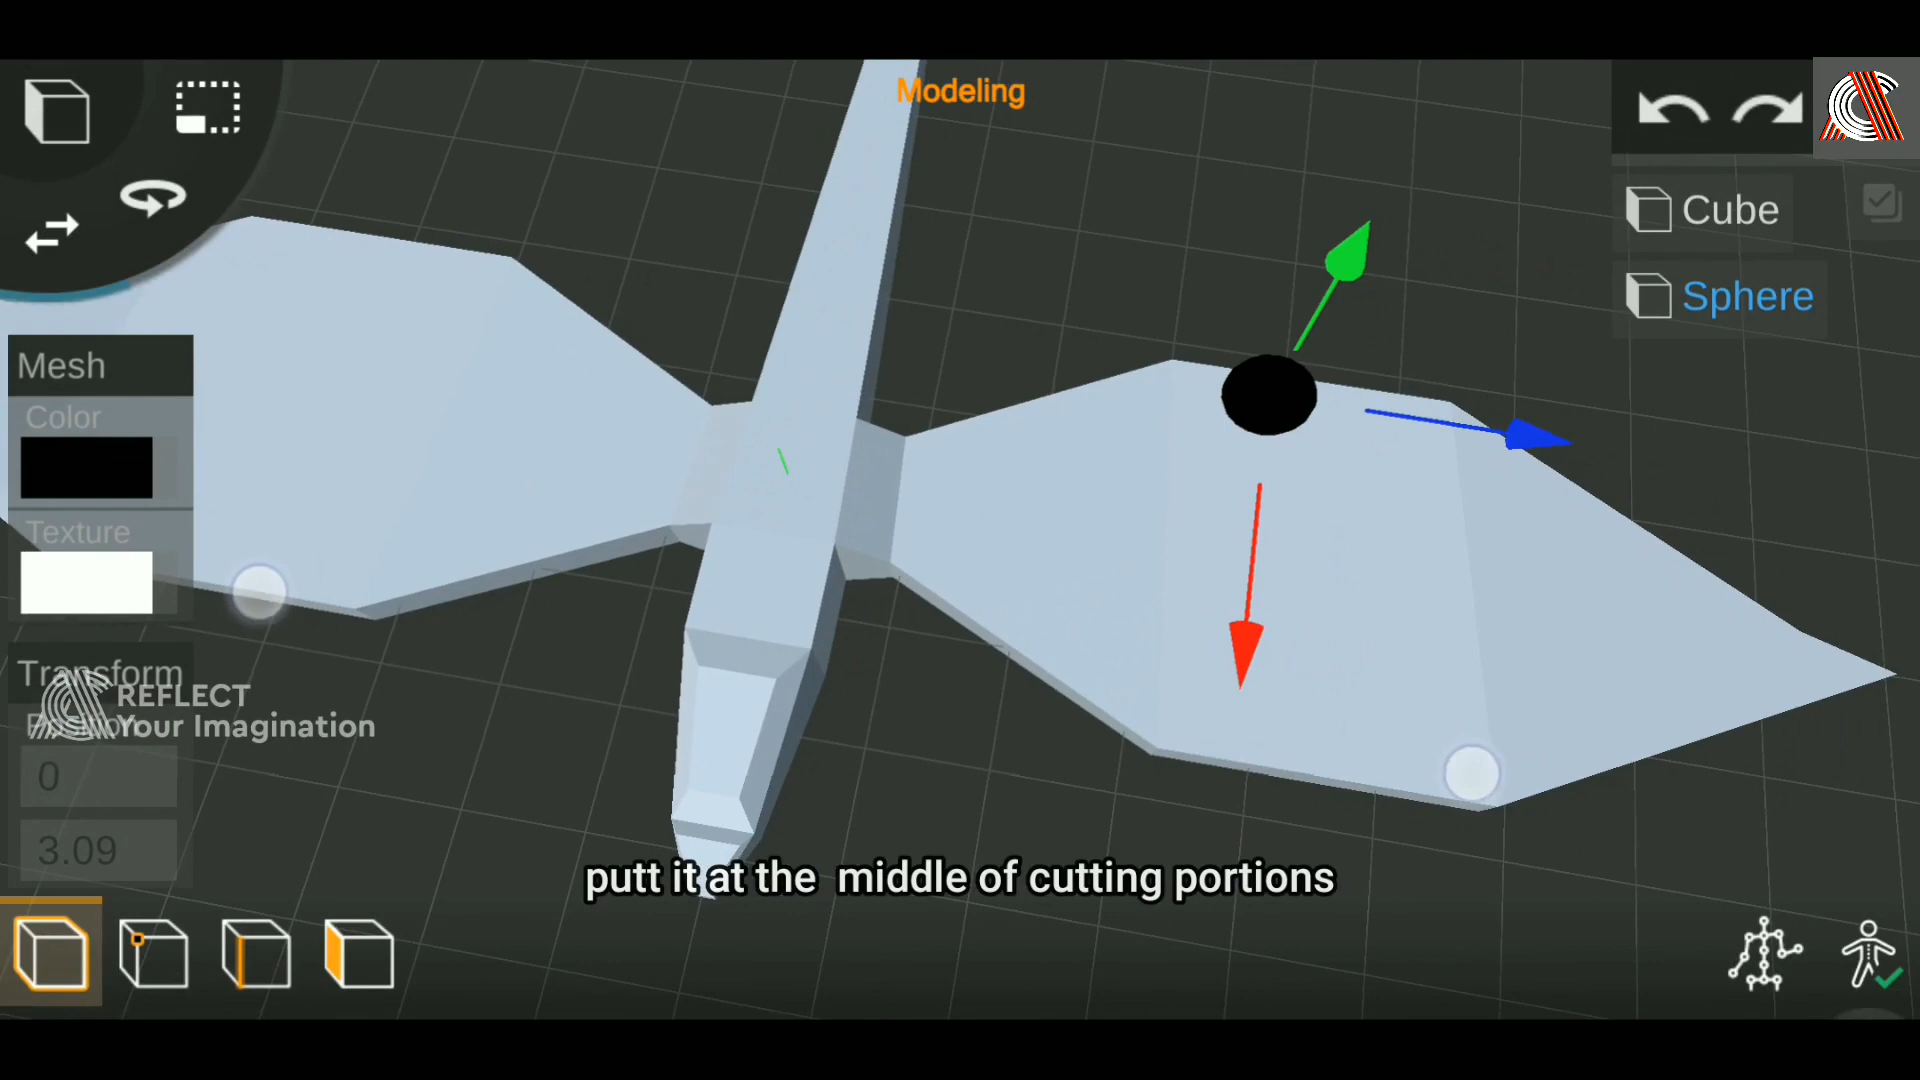 Modeling
Cube
Sphere
Mesh
Color
Texture
Transform
REFLECT
Position
Your Imagination
0
3.09
putt it at the middle of cutting portions